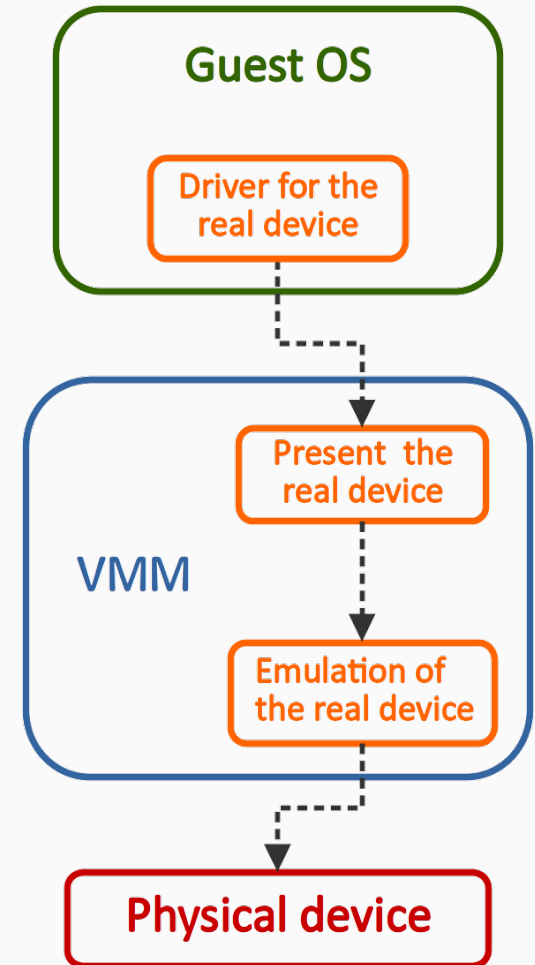 Guest OS
Driver for the
real device
Present the
real device
VMM
Emulation of
the real device
Physical device